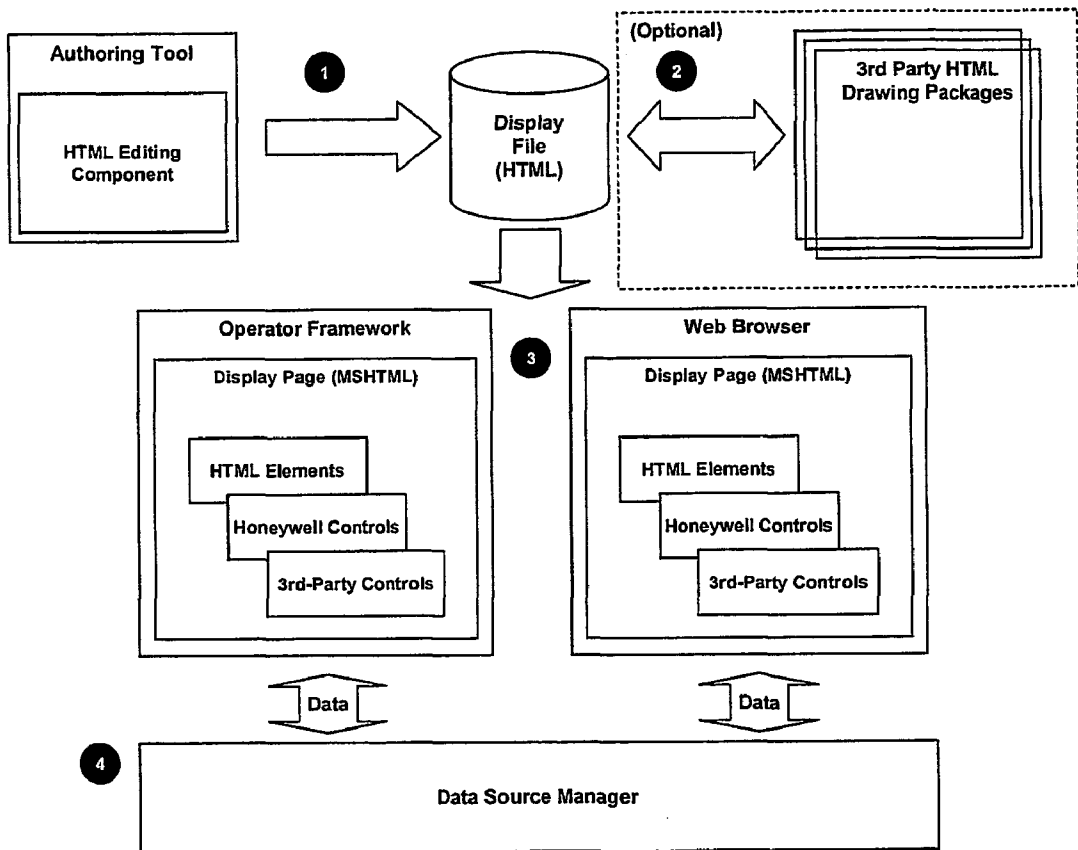 Authoring Tool
HTML Editing
Component
1
Display
File
(HTML)
(Optional)
2
3rd Party HTML
Drawing Packages
Operator Framework
Display Page (MSHTML)
HTML Elements
Honeywell Controls
3rd-Party Controls
3
Web Browser
Display Page (MSHTML)
HTML Elements
Honeywell Controls
3rd-Party Controls
Data
Data
4
Data Source Manager